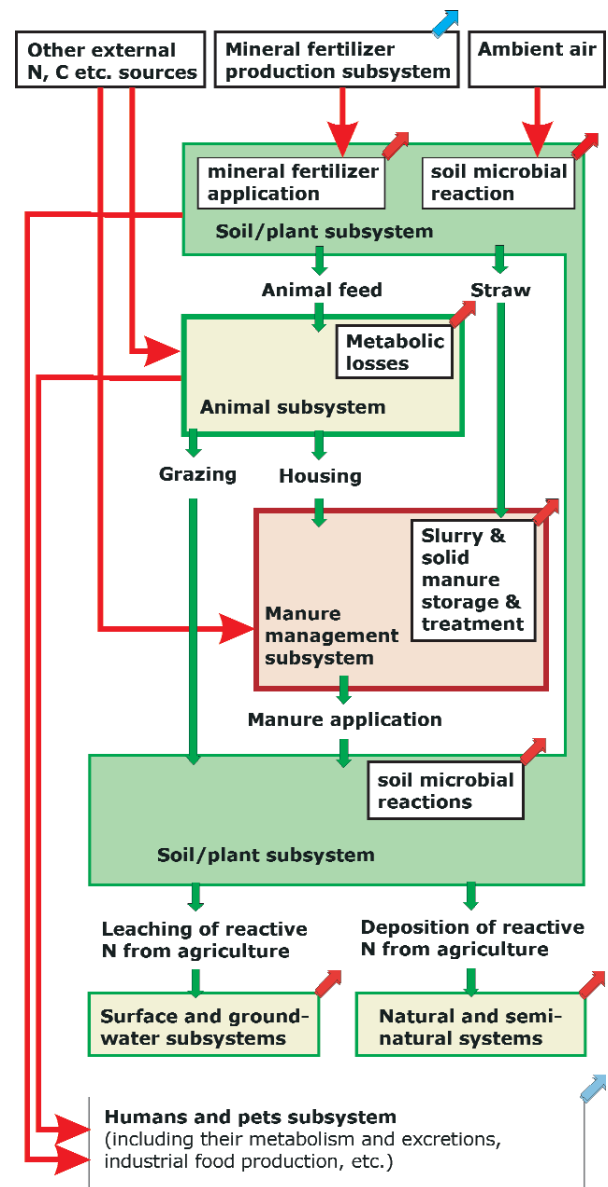 Other external
N, C etc. sources
Mineral fertilizer
production subsystem
Ambient air
mineral fertilizer
application
soil microbial
reaction
Soil/plant subsystem
Animal feed
Straw
Metabolic
losses
Animal subsystem
Grazing
Housing
Slurry &
solid
manure
storage &
treatment
Manure
management
subsystem
Manure application
soil microbial
reactions
Soil/plant subsystem
Leaching of reactive
N from agriculture
Deposition of reactive
N from agriculture
Surface and ground-
water subsystems
Natural and semi-
natural systems
Humans and pets subsystem
(including their metabolism and excretions,
industrial food production, etc.)